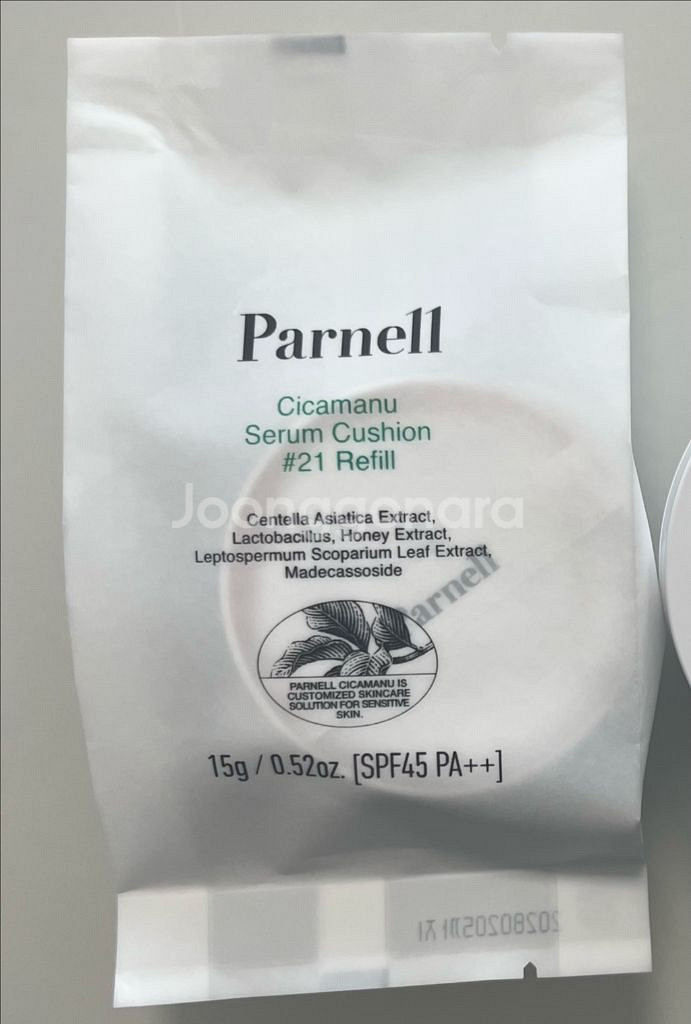 Parnell
Cicamanu
Serum Cushion
#21 Refill
Joonggonara
Centella Asiatica Extract,
Lactobacillus, Honey Extract,
Leptospermum Scoparium Leaf Extract,
Madecassoside
Parnell
PARNELL CICAMANU IS
CUSTOMIZED SKINCARE
SOLUTION FOR SENSITIVE
SKIN.
15g / 0.52oz. [SPF45 PA++]
20280205까지